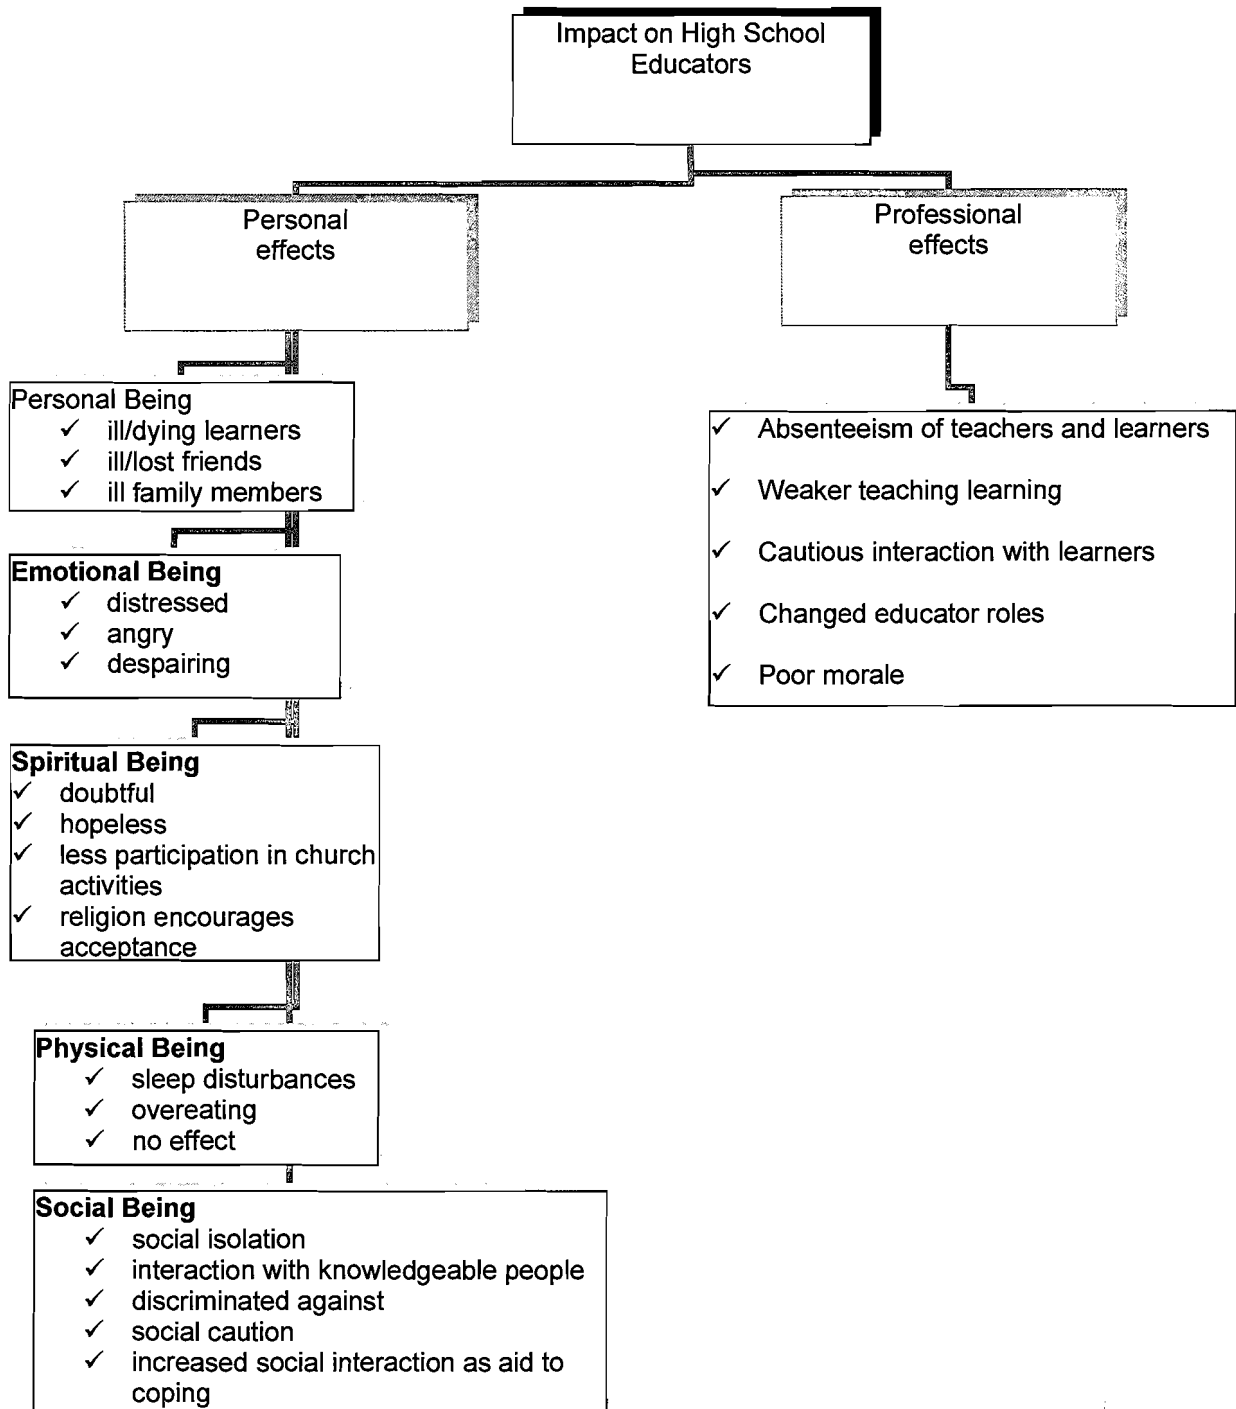 Impact on High School
Educators
Personal
effects
Professional
effects
Personal Being
✓ ill/dying learners
✓ ill/lost friends
✓ ill family members
Emotional Being
✓ distressed
✓ angry
✓ despairing
Spiritual Being
✓ doubtful
✓ hopeless
✓ less participation in church
activities
✓ religion encourages
acceptance
Physical Being
✓ sleep disturbances
✓ overeating
✓ no effect
Social Being
✓ social isolation
✓ interaction with knowledgeable people
✓ discriminated against
✓ social caution
✓ increased social interaction as aid to
coping
✓ Absenteeism of teachers and learners
✓ Weaker teaching learning
✓ Cautious interaction with learners
✓ Changed educator roles
✓ Poor morale